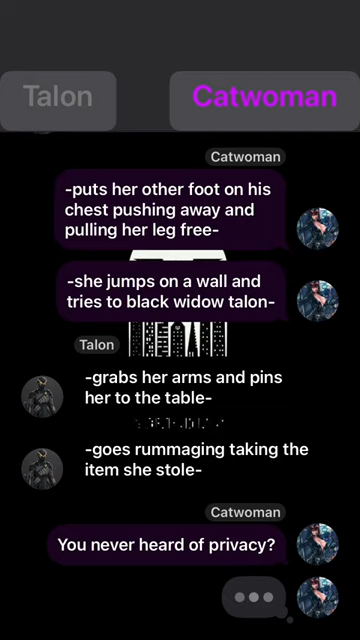 Talon
Catwoman
Catwoman
-puts her other foot on his
chest pushing away and
pulling her leg free-
-she jumps on a wall and
tries to black widow talon-
Talon
-grabs her arms and pins
her to the table-
-goes rummaging taking the
item she stole-
Catwoman
You never heard of privacy?